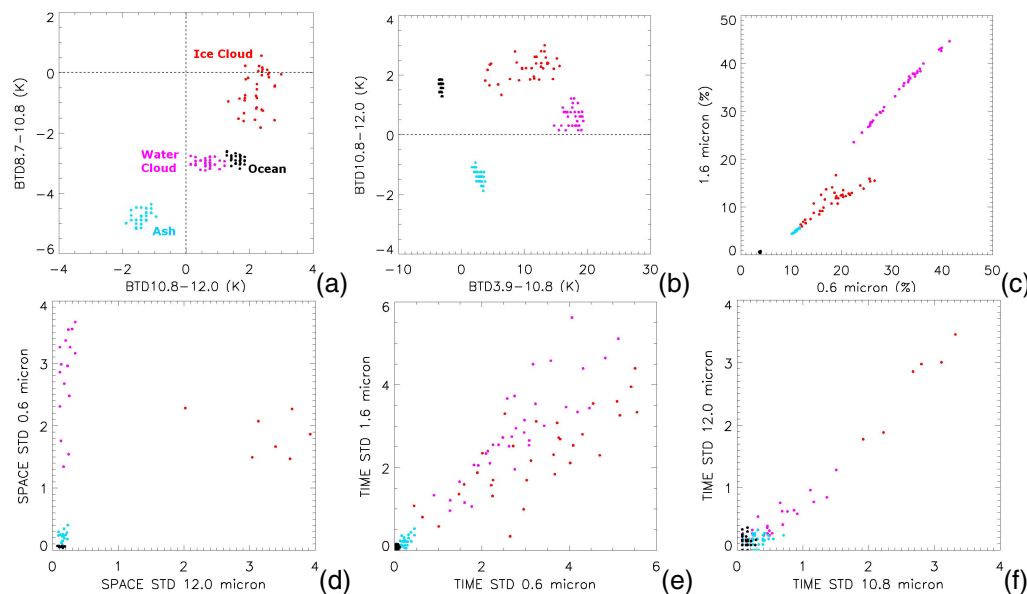 2
0
−2
−4
−6
BTD8.7−10.8 (K)
Ice Cloud
Water
Cloud
Ocean
Ash
−4
−2
0
2
4
BTD10.8−12.0 (K)
(a)
4
2
0
−2
−4
BTD10.8−12.0 (K)
−10
0
10
20
30
BTD3.9−10.8 (K)
(b)
50
40
30
20
10
0
1.6 micron (%)
0
10
20
30
40
50
0.6 micron (%)
(c)
4
3
2
1
0
SPACE STD 0.6 micron
0
1
2
3
4
SPACE STD 12.0 micron
(d)
6
4
2
0
TIME STD 1.6 micron
0
2
4
6
TIME STD 0.6 micron
(e)
4
3
2
1
0
TIME STD 12.0 micron
0
1
2
3
4
TIME STD 10.8 micron
(f)